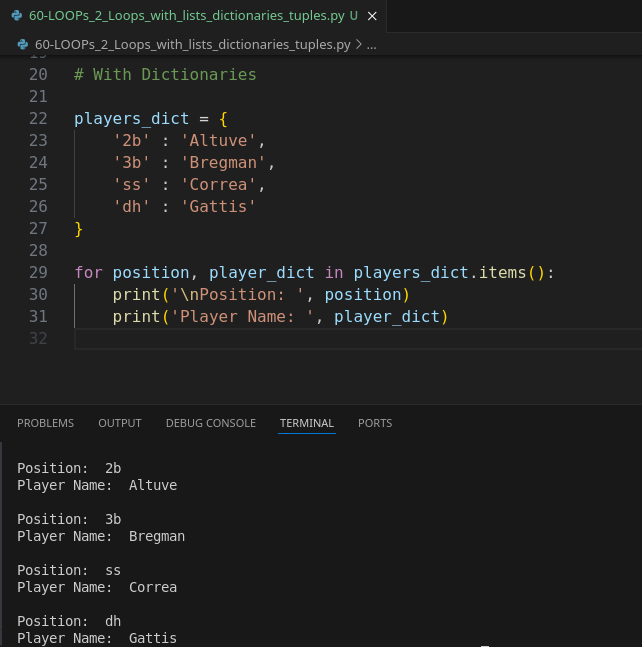 60-LOOPs_2_Loops_with_lists_dictionaries_tuples.py U
60-LOOPs_2_Loops_with_lists_dictionaries_tuples.py > ...
20 # With Dictionaries
21
22 players_dict = {
23 '2b' : 'Altuve',
24 '3b' : 'Bregman',
25 'ss' : 'Correa',
26 'dh' : 'Gattis'
27 }
28
29 for position, player_dict in players_dict.items():
30 print('\nPosition: ', position)
31 print('Player Name: ', player_dict)
32
PROBLEMS OUTPUT DEBUG CONSOLE TERMINAL PORTS
Position:  2b
Player Name:  Altuve
Position:  3b
Player Name:  Bregman
Position:  ss
Player Name:  Correa
Position:  dh
Player Name:  Gattis